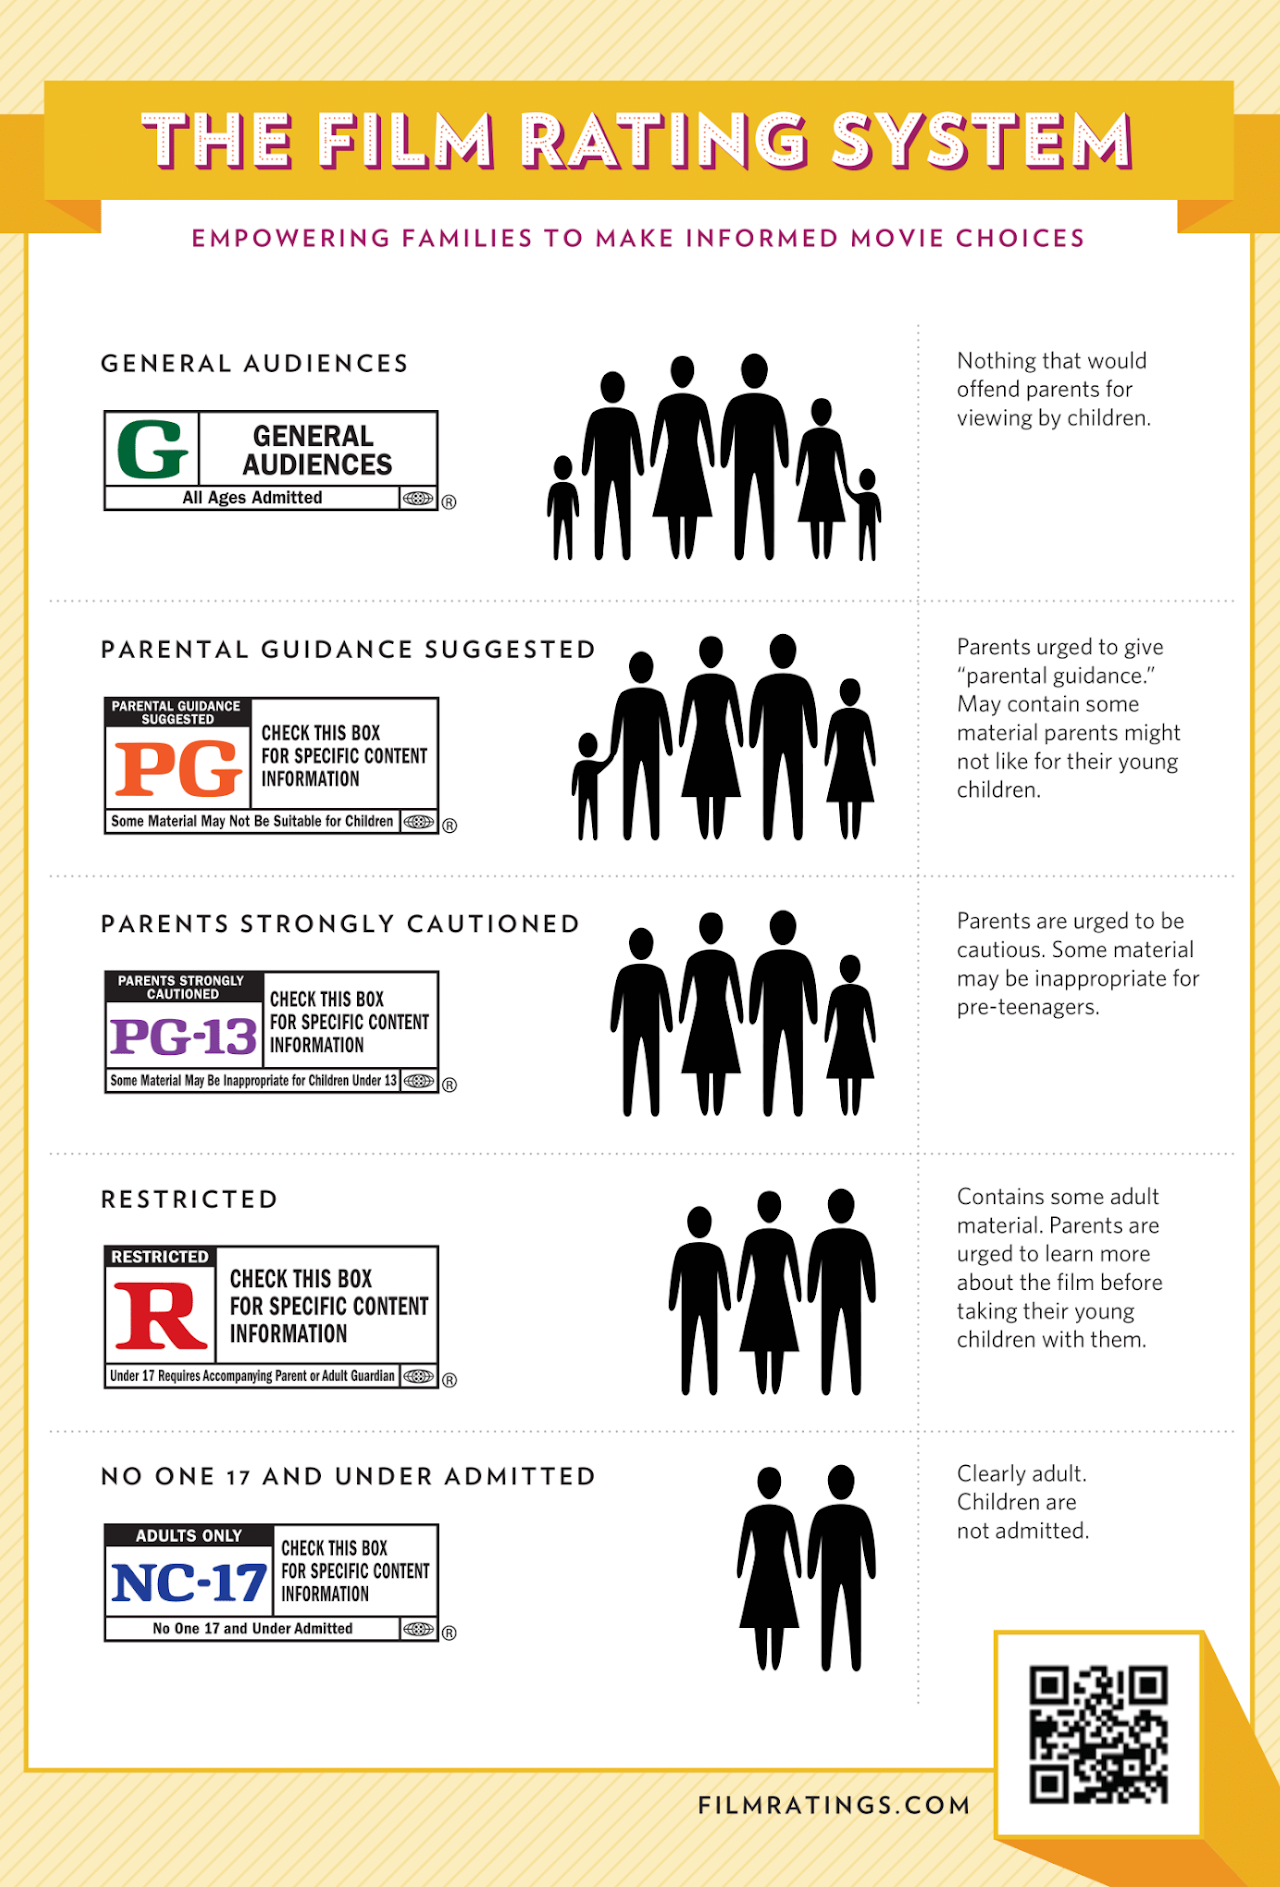 THE FILM RATING SYSTEM
EMPOWERING FAMILIES TO MAKE INFORMED MOVIE CHOICES
GENERAL AUDIENCES
G
GENERAL
AUDIENCES
All Ages Admitted
®
Nothing that would
offend parents for
viewing by children.
PARENTAL GUIDANCE SUGGESTED
PARENTAL GUIDANCE
SUGGESTED
PG
CHECK THIS BOX
FOR SPECIFIC CONTENT
INFORMATION
Some Material May Not Be Suitable for Children
®
Parents urged to give
“parental guidance.”
May contain some
material parents might
not like for their young
children.
PARENTS STRONGLY CAUTIONED
PARENTS STRONGLY
CAUTIONED
PG-13
CHECK THIS BOX
FOR SPECIFIC CONTENT
INFORMATION
Some Material May Be Inappropriate for Children Under 13
®
Parents are urged to be
cautious. Some material
may be inappropriate for
pre-teenagers.
RESTRICTED
RESTRICTED
R
CHECK THIS BOX
FOR SPECIFIC CONTENT
INFORMATION
Under 17 Requires Accompanying Parent or Adult Guardian
®
Contains some adult
material. Parents are
urged to learn more
about the film before
taking their young
children with them.
NO ONE 17 AND UNDER ADMITTED
ADULTS ONLY
NC-17
CHECK THIS BOX
FOR SPECIFIC CONTENT
INFORMATION
No One 17 and Under Admitted
®
Clearly adult.
Children are
not admitted.
FILMRATINGS.COM